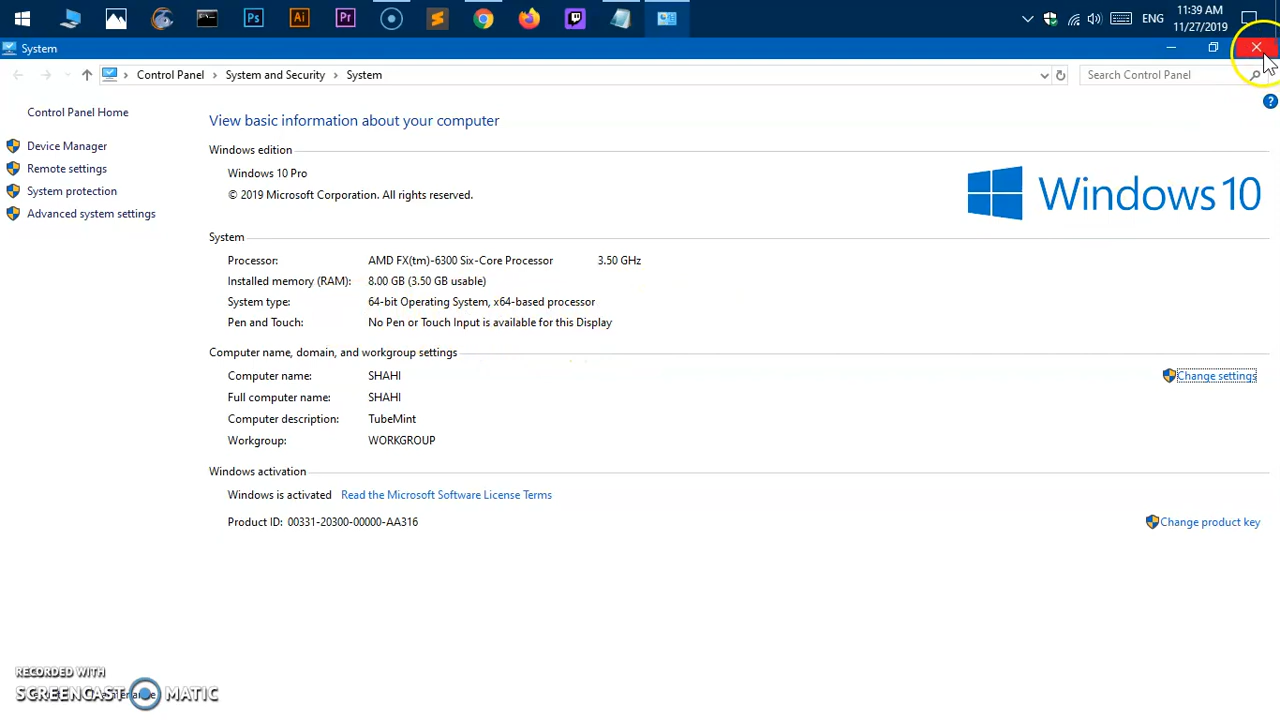 Ps
Ai
Pr
ENG
11:39 AM
11/27/2019
System
Control Panel
System and Security
System
Search Control Panel
?
Control Panel Home
Device Manager
Remote settings
System protection
Advanced system settings
View basic information about your computer
Windows edition
Windows 10 Pro
© 2019 Microsoft Corporation. All rights reserved.
Windows 10
System
Processor: AMD FX(tm)-6300 Six-Core Processor 3.50 GHz
Installed memory (RAM): 8.00 GB (3.50 GB usable)
System type: 64-bit Operating System, x64-based processor
Pen and Touch: No Pen or Touch Input is available for this Display
Computer name, domain, and workgroup settings
Computer name: SHAHI
Change settings
Full computer name: SHAHI
Computer description: TubeMint
Workgroup: WORKGROUP
Windows activation
Windows is activated Read the Microsoft Software License Terms
Product ID: 00331-20300-00000-AA316
Change product key
RECORDED WITH
SCREENCAST MATIC